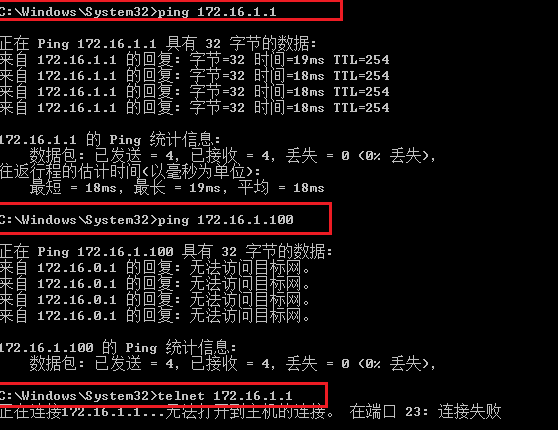 C:\Windows\System32>ping 172.16.1.1
正在 Ping 172.16.1.1 具有 32 字节的数据:
来自 172.16.1.1 的回复: 字节=32 时间=19ms TTL=254
来自 172.16.1.1 的回复: 字节=32 时间=18ms TTL=254
来自 172.16.1.1 的回复: 字节=32 时间=18ms TTL=254
来自 172.16.1.1 的回复: 字节=32 时间=18ms TTL=254
172.16.1.1 的 Ping 统计信息:
数据包: 已发送 = 4, 已接收 = 4, 丢失 = 0 (0% 丢失),
往返行程的估计时间(以毫秒为单位):
最短 = 18ms, 最长 = 19ms, 平均 = 18ms
C:\Windows\System32>ping 172.16.1.100
正在 Ping 172.16.1.100 具有 32 字节的数据:
来自 172.16.0.1 的回复: 无法访问目标网。
来自 172.16.0.1 的回复: 无法访问目标网。
来自 172.16.0.1 的回复: 无法访问目标网。
来自 172.16.0.1 的回复: 无法访问目标网。
172.16.1.100 的 Ping 统计信息:
数据包: 已发送 = 4, 已接收 = 4, 丢失 = 0 (0% 丢失),
C:\Windows\System32>telnet 172.16.1.1
正在连接172.16.1.1...无法打开到主机的连接。 在端口 23: 连接失败